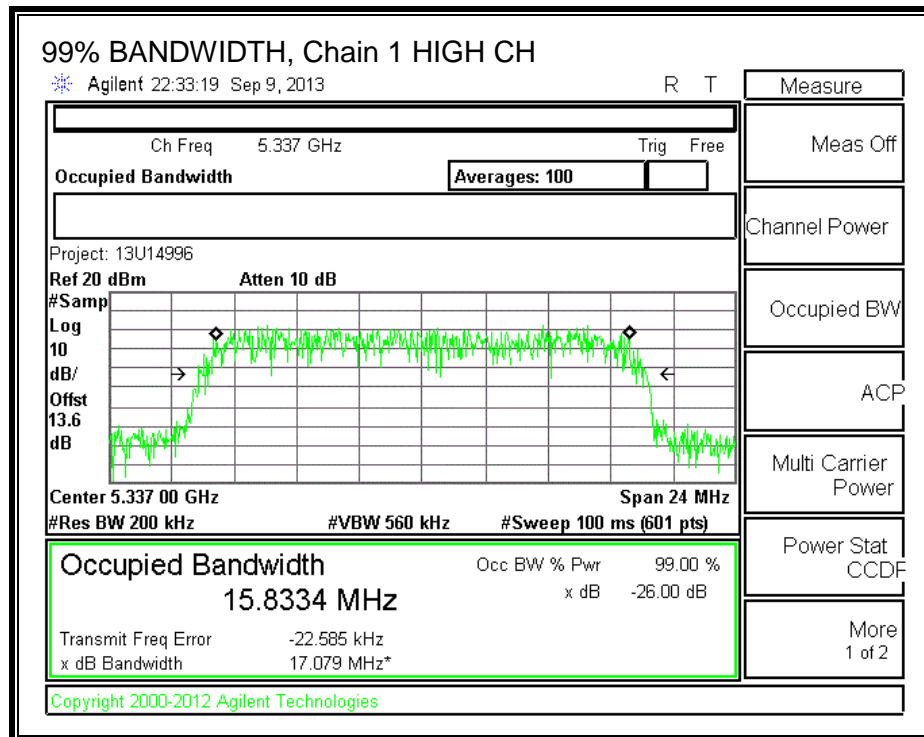 99% BANDWIDTH, Chain 1 HIGH CH
Agilent 22:33:19 Sep 9, 2013 R T
Measure
Ch Freq 5.337 GHz Trig Free
Meas Off
Occupied Bandwidth Averages: 100
Channel Power
Project: 13U14996
Ref 20 dBm Atten 10 dB
#Samp
Log
10
dB/
Offst
13.6
dB
Occupied BW
ACP
Multi Carrier
Power
Center 5.337 00 GHz Span 24 MHz
#Res BW 200 kHz #VBW 560 kHz #Sweep 100 ms (601 pts)
Power Stat
CCDF
Occupied Bandwidth Occ BW % Pwr 99.00 %
15.8334 MHz x dB -26.00 dB
Transmit Freq Error -22.585 kHz
x dB Bandwidth 17.079 MHz*
More
1 of 2
Copyright 2000-2012 Agilent Technologies